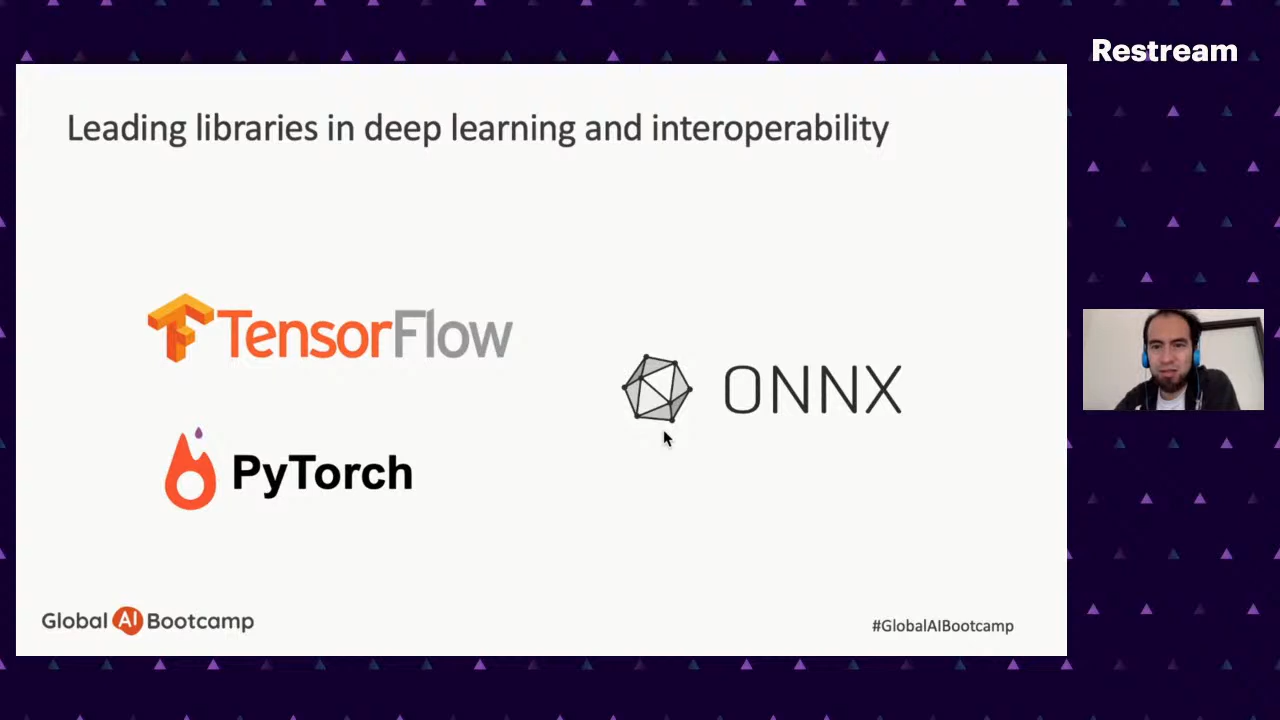 Restream
Leading libraries in deep learning and interoperability
TensorFlow
ONNX
PyTorch
Global AI Bootcamp
#GlobalAIBootcamp